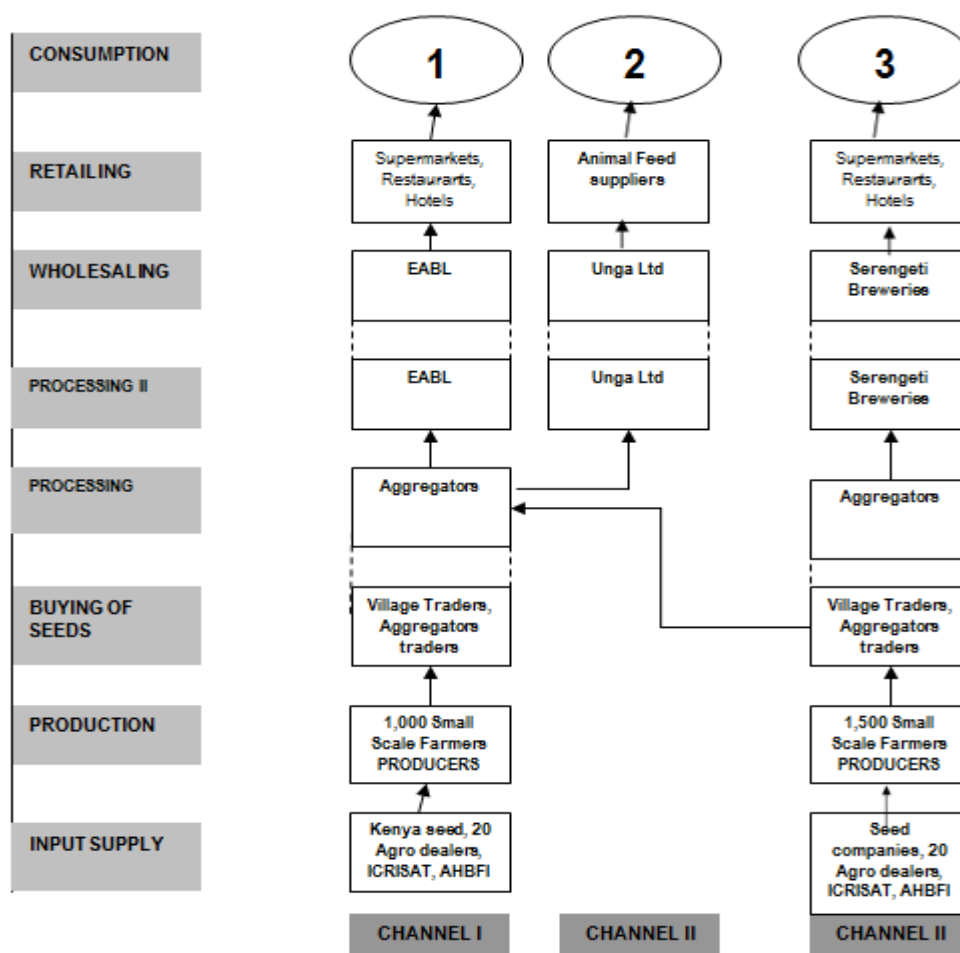 CONSUMPTION
1
2
3
RETAILING
Supermarkets,
Restaurants,
Hotels
Animal Feed
suppliers
Supermarkets,
Restaurants,
Hotels
WHOLESALING
EABL
Unga Ltd
Serengeti
Breweries
PROCESSING II
EABL
Unga Ltd
Serengeti
Breweries
PROCESSING
Aggregators
Aggregators
BUYING OF
SEEDS
Village Traders,
Aggregators
traders
Village Traders,
Aggregators
traders
PRODUCTION
1,000 Small
Scale Farmers
PRODUCERS
1,500 Small
Scale Farmers
PRODUCERS
INPUT SUPPLY
Kenya seed, 20
Agro dealers,
ICRISAT, AHBFI
Seed
companies, 20
Agro dealers,
ICRISAT, AHBFI
CHANNEL I
CHANNEL II
CHANNEL II